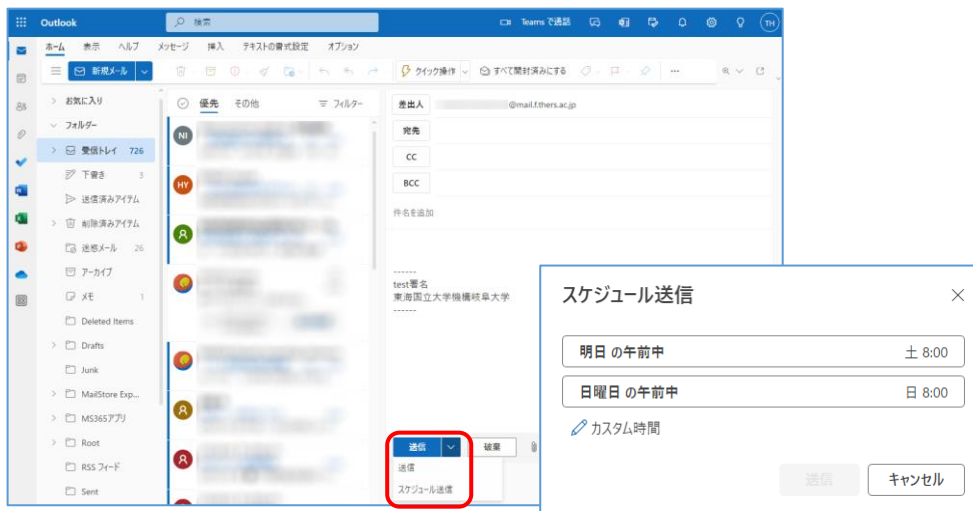 Outlook
検索
Teams で通話
TH
ホーム 表示 ヘルプ メッセージ 挿入 テキストの書式設定 オプション
新規メール
クイック操作
すべて開封済みにする
お気に入り
フォルダー
受信トレイ 726
下書き 3
送信済みアイテム
削除済みアイテム
迷惑メール 26
アーカイブ
メモ 1
Deleted Items
Drafts
Junk
MailStore Exp...
MS365アプリ
Root
RSS フィード
Sent
優先 その他 フィルター
NI
HY
R
R
R
差出人 @mail.f.thers.ac.jp
宛先
CC
BCC
件名を追加
------
test署名
東海国立大学機構岐阜大学
------
送信 破棄
送信
スケジュール送信
スケジュール送信
明日 の午前中 土 8:00
日曜日 の午前中 日 8:00
カスタム時間
送信 キャンセル